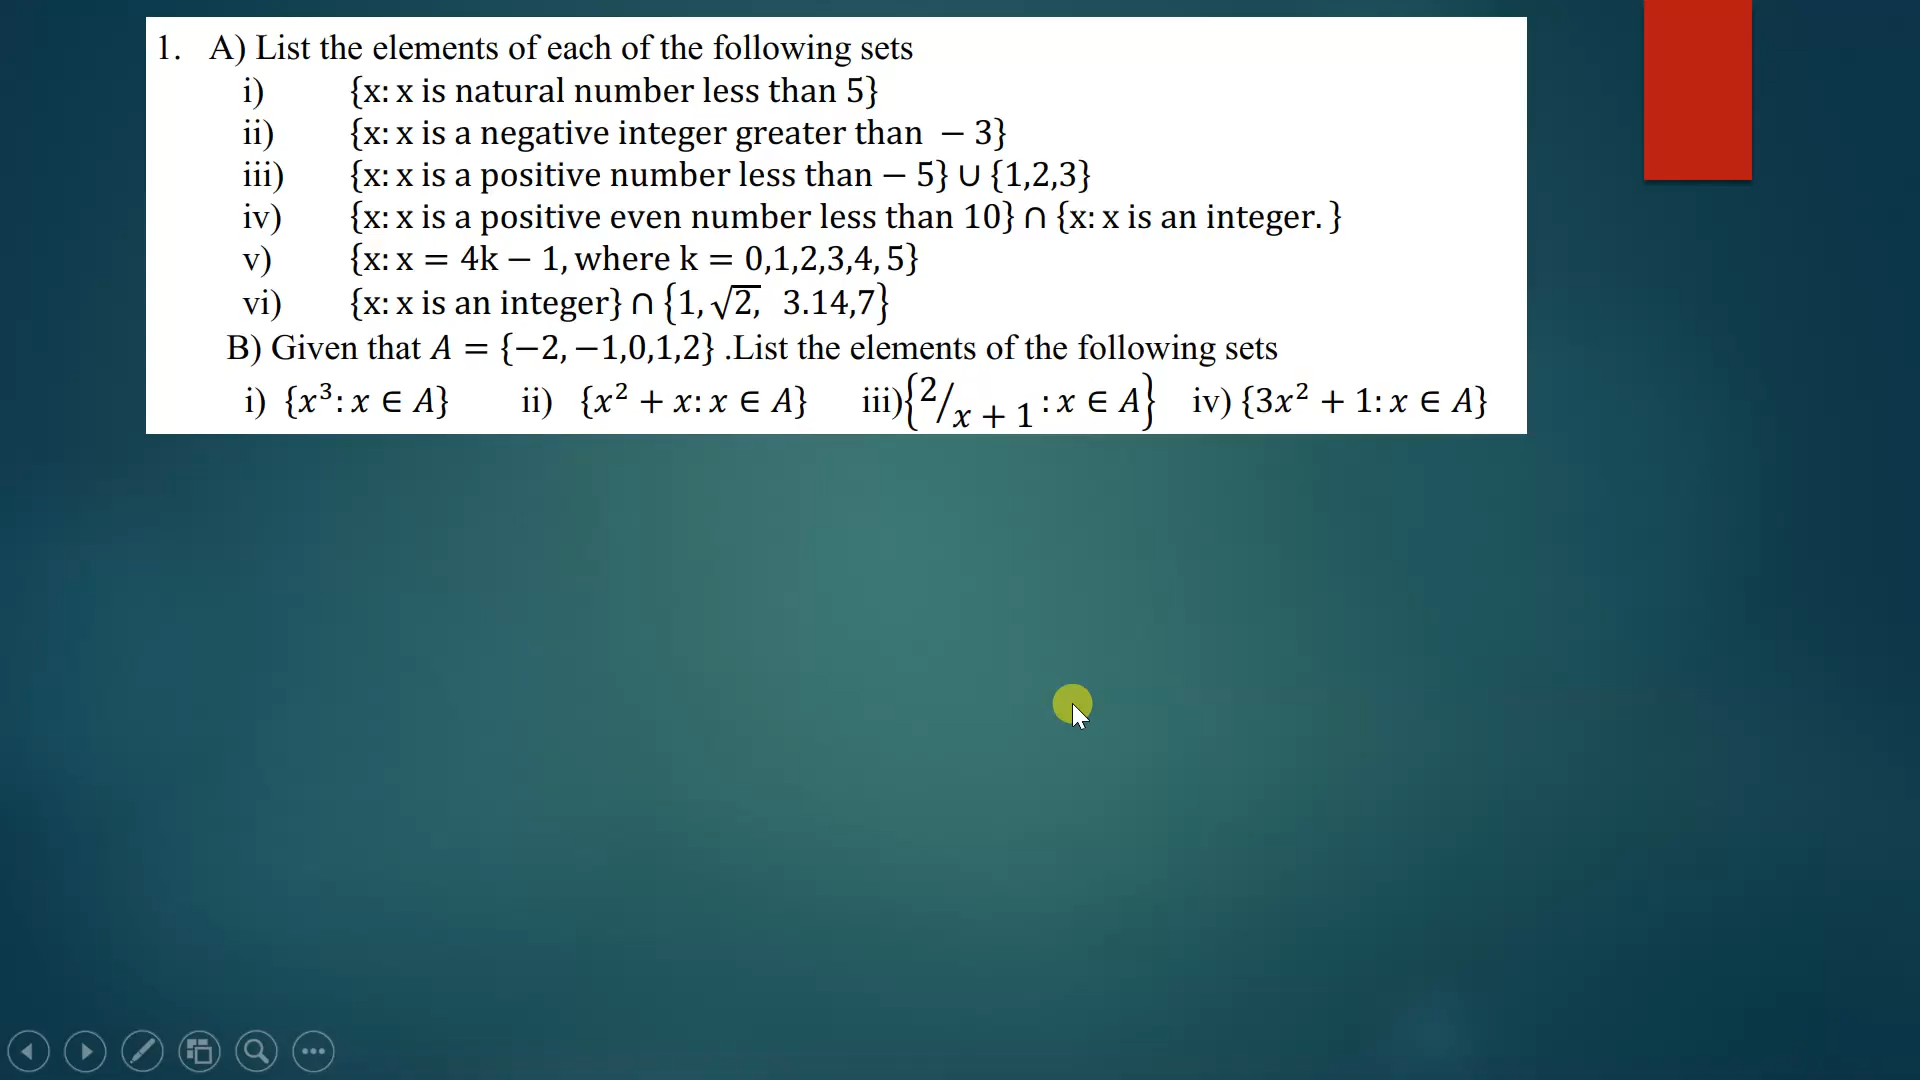 1. A) List the elements of each of the following sets
i) {x: x is natural number less than 5}
ii) {x: x is a negative integer greater than − 3}
iii) {x: x is a positive number less than − 5} ∪ {1,2,3}
iv) {x: x is a positive even number less than 10} ∩ {x: x is an integer. }
v) {x: x = 4k − 1, where k = 0,1,2,3,4, 5}
vi) {x: x is an integer} ∩ {1, √2, 3.14,7}
B) Given that A = {−2, −1,0,1,2} .List the elements of the following sets
i) {x³: x ∈ A} ii) {x² + x: x ∈ A} iii){2/x + 1 : x ∈ A} iv) {3x² + 1: x ∈ A}